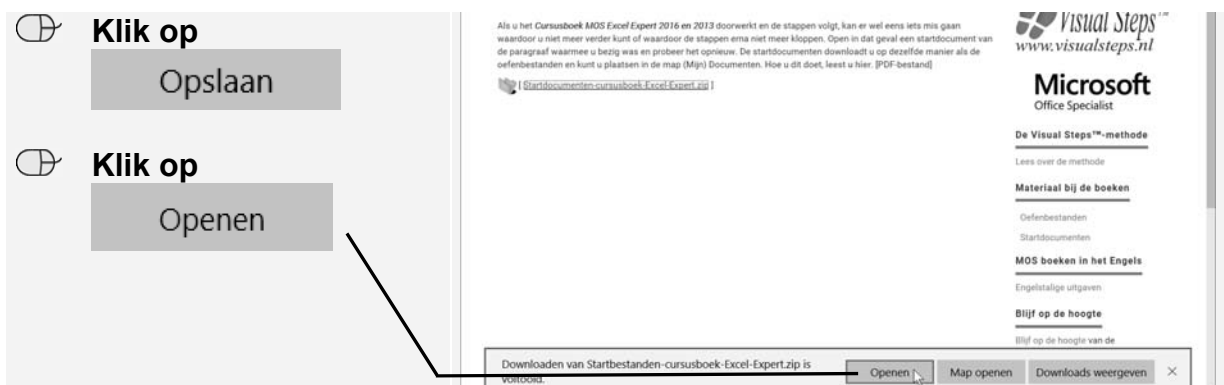 Klik op
Opslaan
Klik op
Openen
Als u het Cursusboek MOS Excel Expert 2016 en 2013 doorwerkt en de stappen volgt, kan er wel eens iets mis gaan
waardoor u niet meer verder kunt of waardoor de stappen erna niet meer kloppen. Open in dat geval een startdocument van
de paragraaf waarmee u bezig was en probeer het opnieuw. De startdocumenten downloadt u op dezelfde manier als de
oefenbestanden en kunt u plaatsen in de map (Mijn) Documenten. Hoe u dit doet, leest u hier. [PDF-bestand]
[ Startdocumenten-cursusboek-Excel-Expert.zip ]
Visual Steps™
www.visualsteps.nl
Microsoft
Office Specialist
De Visual Steps™-methode
Lees over de methode
Materiaal bij de boeken
Oefenbestanden
Startdocumenten
MOS boeken in het Engels
Engelstalige uitgaven
Blijf op de hoogte
Blijf op de hoogte van de
Downloaden van Startbestanden-cursusboek-Excel-Expert.zip is
voltooid.
Openen
Map openen
Downloads weergeven